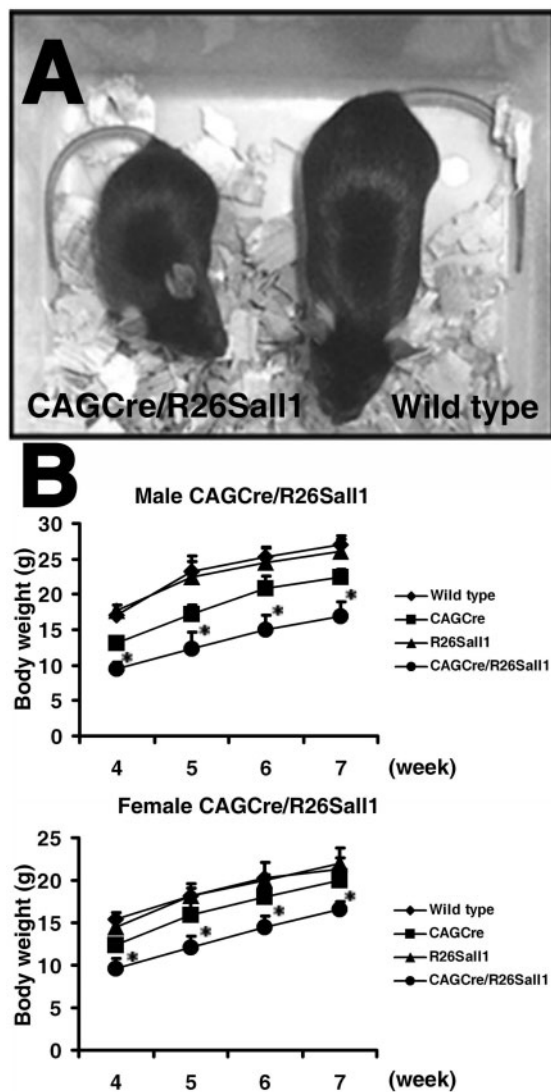 A
CAGCre/R26Sall1 Wild type
B
Male CAGCre/R26Sall1
Body weight (g)
30
25
20
15
10
5
0
* * * *
4 5 6 7 (week)
Wild type
CAGCre
R26Sall1
CAGCre/R26Sall1
Female CAGCre/R26Sall1
Body weight (g)
25
20
15
10
5
0
* * * *
4 5 6 7 (week)
Wild type
CAGCre
R26Sall1
CAGCre/R26Sall1